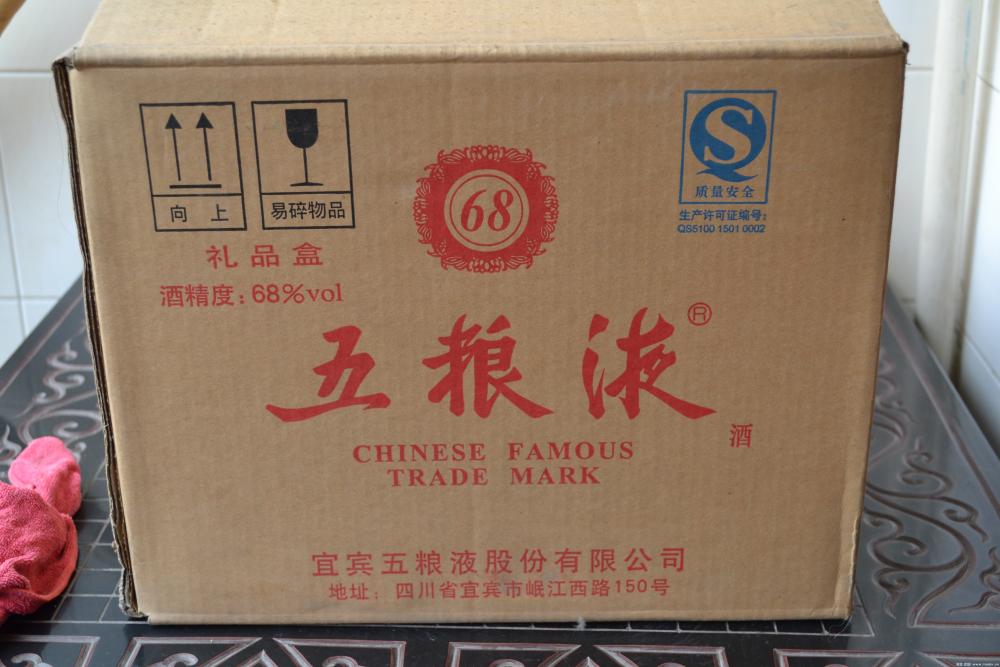 向 上
易碎物品
68
质量安全
生产许可证编号:
QS5100 1501 0002
礼品盒
酒精度:68%vol
五粮液®
酒
CHINESE FAMOUS
TRADE MARK
宜宾五粮液股份有限公司
地址:四川省宜宾市岷江西路150号